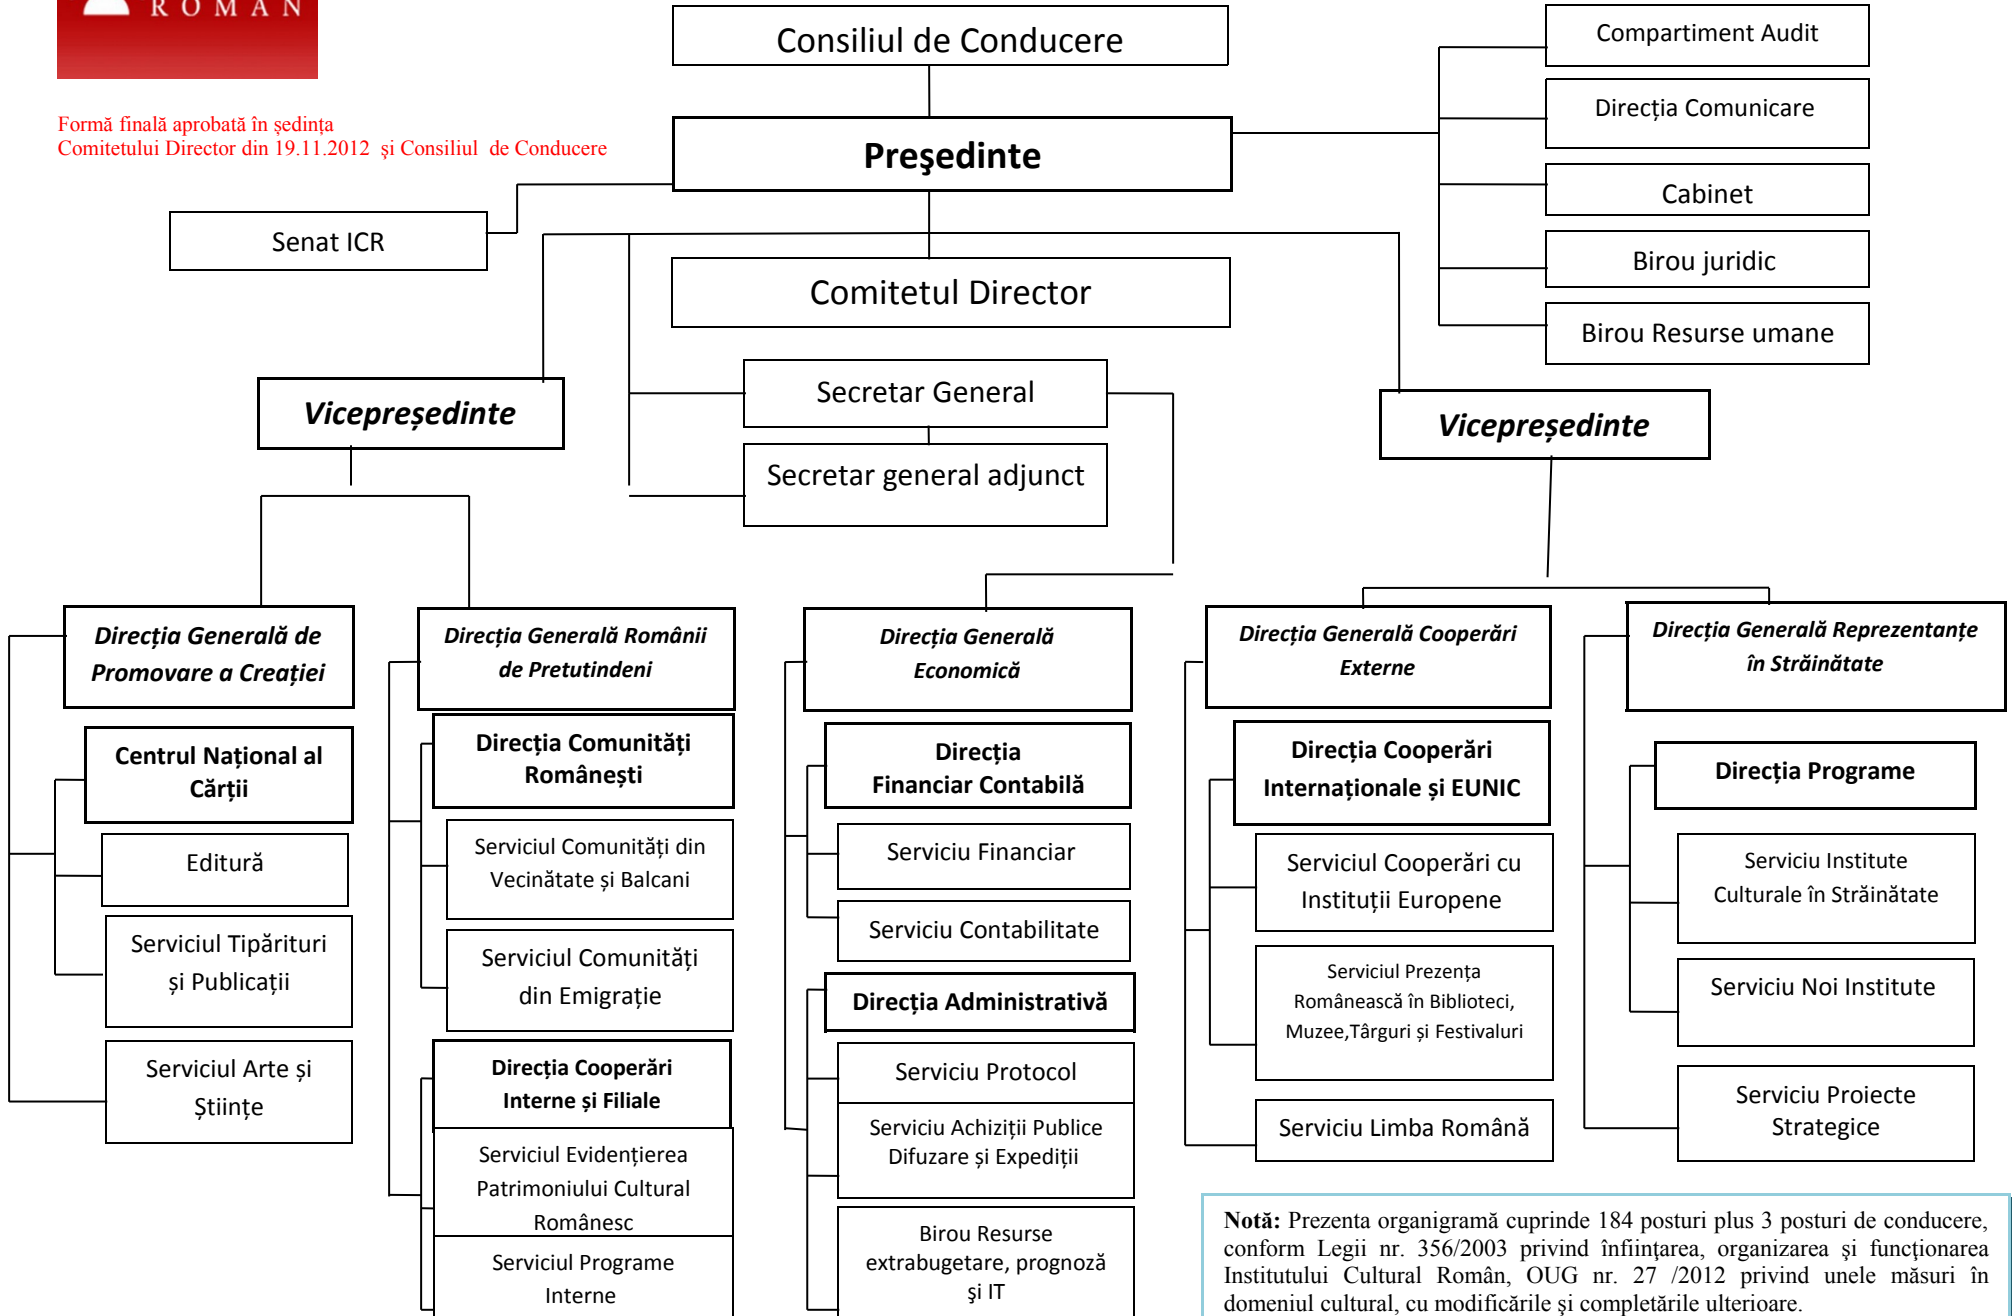 ROMÂN
Formă finală aprobată în ședința
Comitetului Director din 19.11.2012 şi Consiliul de Conducere
Consiliul de Conducere
Preşedinte
Senat ICR
Comitetul Director
Compartiment Audit
Direcția Comunicare
Cabinet
Birou juridic
Birou Resurse umane
Vicepreședinte
Secretar General
Secretar general adjunct
Vicepreședinte
Direcția Generală de
Promovare a Creației
Centrul Național al
Cărții
Editură
Serviciul Tipărituri
și Publicații
Serviciul Arte și
Științe
Direcția Generală Românii
de Pretutindeni
Direcția Comunități
Românești
Serviciul Comunități din
Vecinătate și Balcani
Serviciul Comunități
din Emigrație
Direcția Cooperări
Interne și Filiale
Serviciul Evidențierea
Patrimoniului Cultural
Românesc
Serviciul Programe
Interne
Direcția Generală
Economică
Direcția
Financiar Contabilă
Serviciu Financiar
Serviciu Contabilitate
Direcția Administrativă
Serviciu Protocol
Serviciu Achiziții Publice
Difuzare și Expediții
Birou Resurse
extrabugetare, prognoză
și IT
Direcția Generală Cooperări
Externe
Direcția Cooperări
Internaționale și EUNIC
Serviciul Cooperări cu
Instituții Europene
Serviciul Prezența
Românească în Biblioteci,
Muzee,Târguri și Festivaluri
Serviciu Limba Română
Direcția Generală Reprezentanțe
în Străinătate
Direcția Programe
Serviciu Institute
Culturale în Străinătate
Serviciu Noi Institute
Serviciu Proiecte
Strategice
Notă: Prezenta organigramă cuprinde 184 posturi plus 3 posturi de conducere,
conform Legii nr. 356/2003 privind înfiinţarea, organizarea şi funcţionarea
Institutului Cultural Român, OUG nr. 27 /2012 privind unele măsuri în
domeniul cultural, cu modificările şi completările ulterioare.